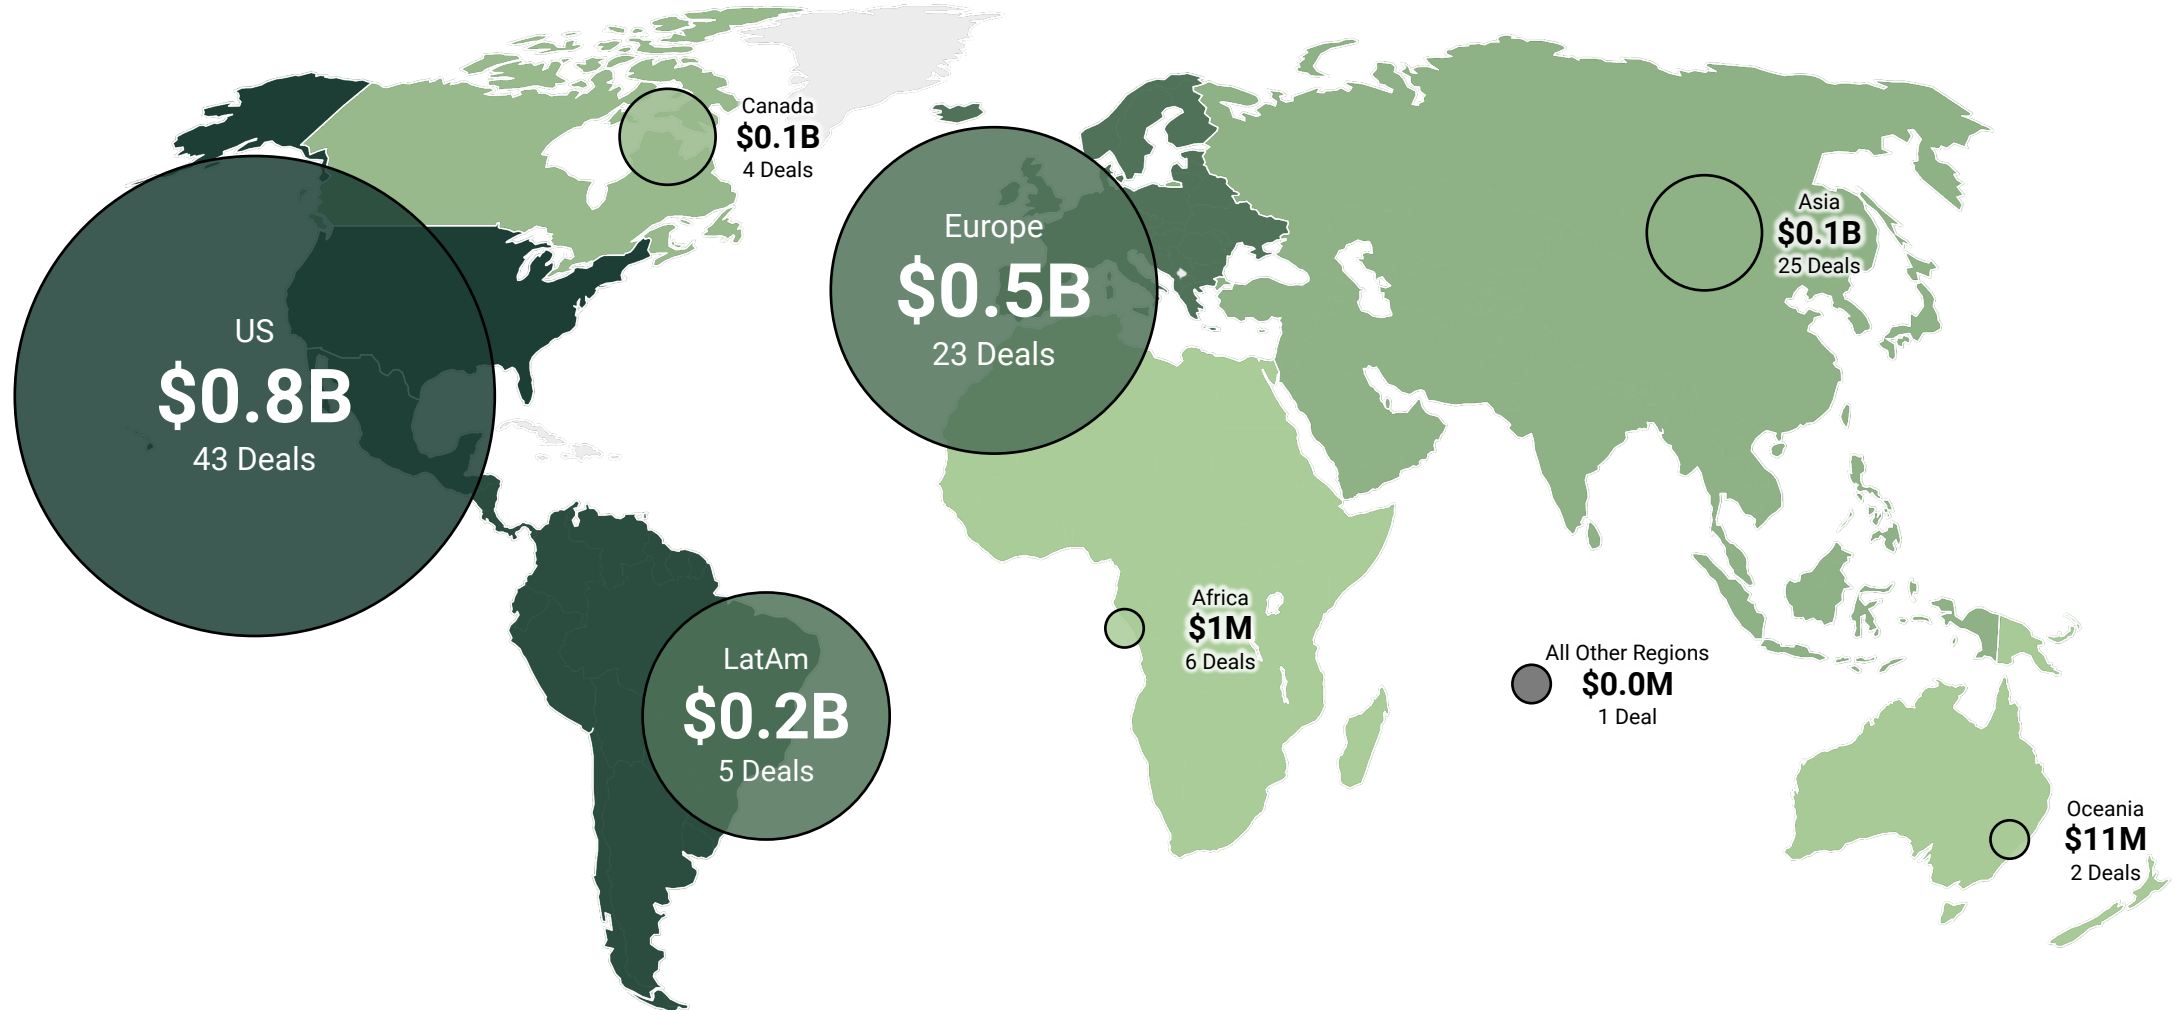 Canada
$0.1B
4 Deals
US
$0.8B
43 Deals
Europe
$0.5B
23 Deals
Asia
$0.1B
25 Deals
LatAm
$0.2B
5 Deals
Africa
$1M
6 Deals
All Other Regions
$0.0M
1 Deal
Oceania
$11M
2 Deals